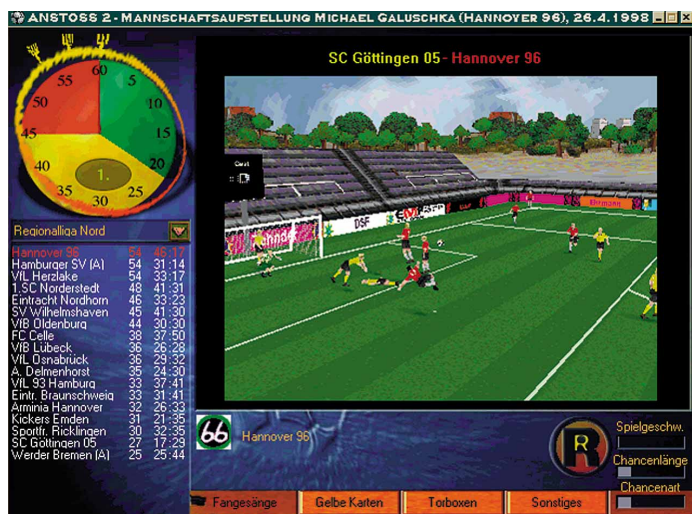 ANSTOSS 2 - MANNSCHAFTSAUFSTELLUNG MICHAEL GALUSCHKA (HANNOVER 96), 26.4.1998
SC Göttingen 05 - Hannover 96
60
5
10
15
20
25
30
35
40
45
50
55
1.
Gast
DSF
Ehrmann
Regionalliga Nord
Hannover 96 54 46:17
Hamburger SV (A) 54 31:14
VfL Herzlake 54 33:17
1.SC Norderstedt 48 41:31
Eintracht Nordhorn 46 33:23
SV Wilhelmshaven 45 41:30
VfB Oldenburg 44 30:30
FC Celle 38 37:50
VfB Lübeck 36 26:28
VfL Osnabrück 36 29:32
A. Delmenhorst 35 24:30
VfL 93 Hamburg 33 37:41
Eintr. Braunschweig 33 31:41
Arminia Hannover 32 26:33
Kickers Emden 31 21:35
Sportfr. Ricklingen 30 32:35
SC Göttingen 05 27 17:29
Werder Bremen (A) 25 25:44
66 Hannover 96
R
Spielgeschw.
Chancenlänge
Chancenart
Fangesänge Gelbe Karten Torboxen Sonstiges